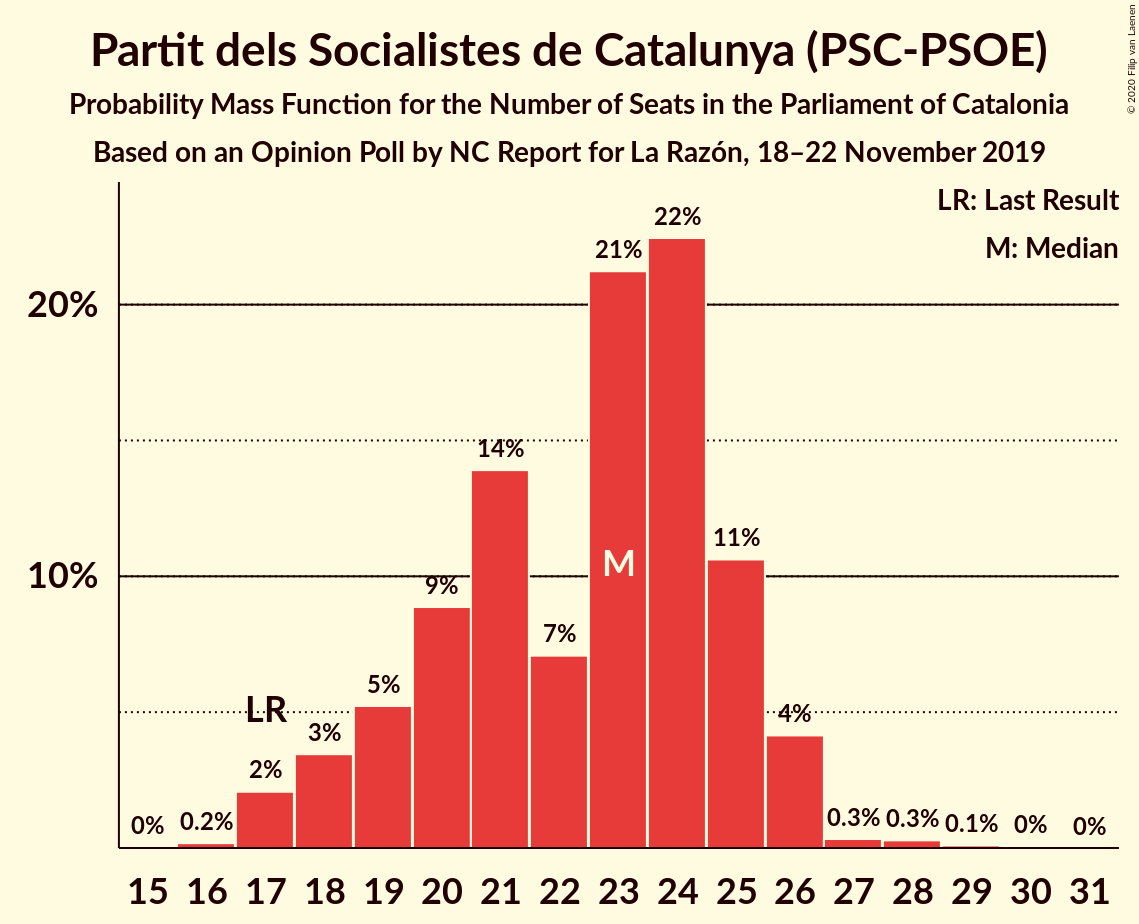 Partit dels Socialistes de Catalunya (PSC-PSOE)
Probability Mass Function for the Number of Seats in the Parliament of Catalonia
Based on an Opinion Poll by NC Report for La Razón, 18–22 November 2019
© 2020 Filip van Laenen
LR: Last Result
M: Median
20%
10%
0% 0.2% 2% 3% 5% 9% 14% 7% 21% 22% 11% 4% 0.3% 0.3% 0.1% 0% 0%
LR
M
15 16 17 18 19 20 21 22 23 24 25 26 27 28 29 30 31